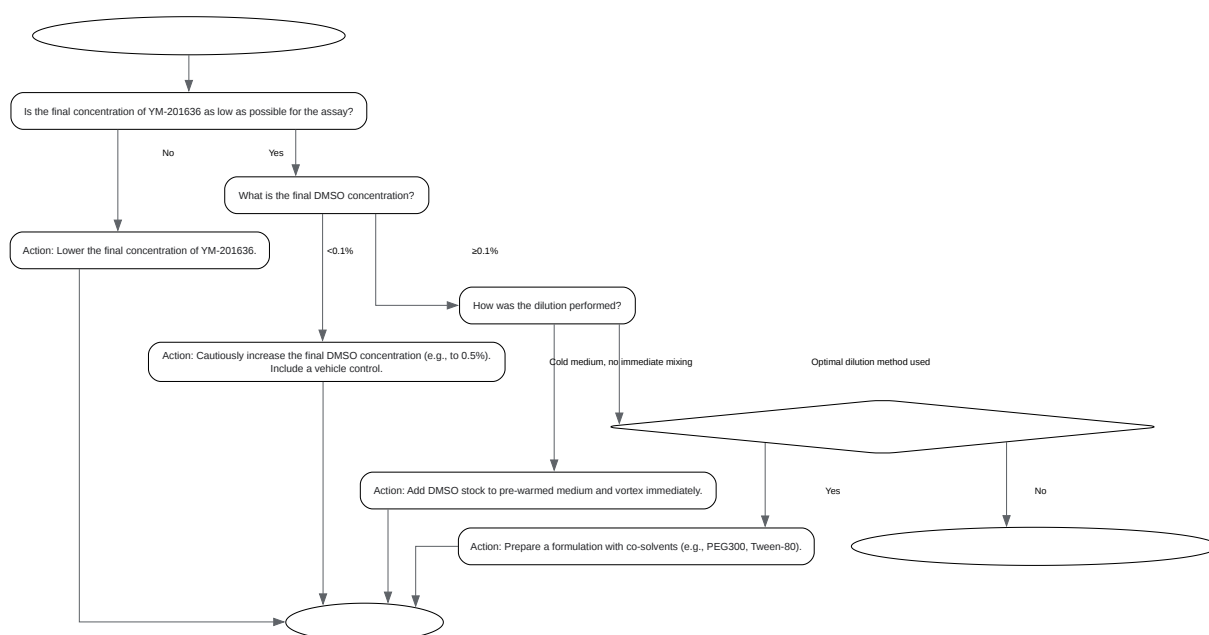 Is the final concentration of YM-201636 as low as possible for the assay?
No
Yes
What is the final DMSO concentration?
Action: Lower the final concentration of YM-201636.
<0.1%
≥0.1%
How was the dilution performed?
Action: Cautiously increase the final DMSO concentration (e.g., to 0.5%).
Include a vehicle control.
Cold medium, no immediate mixing
Optimal dilution method used
Action: Add DMSO stock to pre-warmed medium and vortex immediately.
Yes
No
Action: Prepare a formulation with co-solvents (e.g., PEG300, Tween-80).